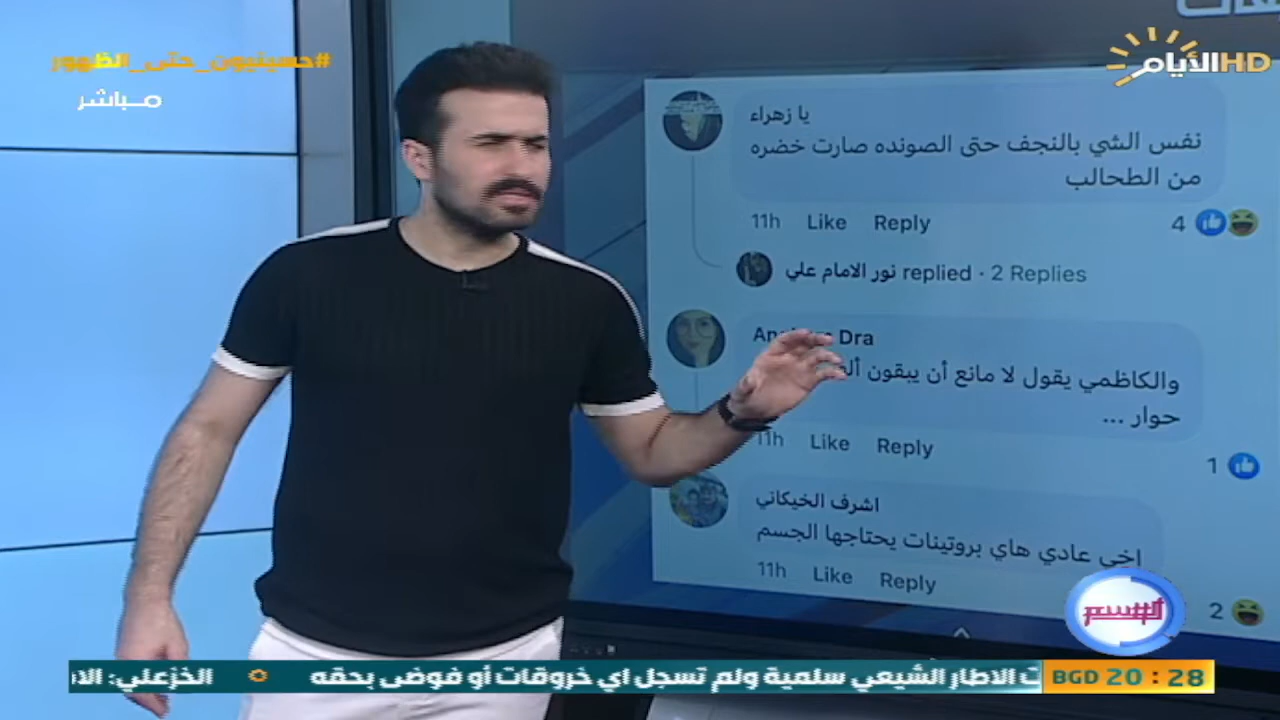 #حسينيون_حتى_الظهور
مباشر
الأيام HD
يا زهراء
نفس الشي بالنجف حتى الصونده صارت خضره
من الطحالب
11h Like Reply
4
نور الامام علي replied · 2 Replies
Dra
والكاظمي يقول لا مانع أن يبقون
حوار ...
11h Like Reply
1
اشرف الخيكاني
اخي عادي هاي بروتينات يحتاجها الجسم
11h Like Reply
2
BGD 20:28
ت الاطار الشيعي سلمية ولم تسجل اي خروقات أو فوضى بحقه
الخزعلي: